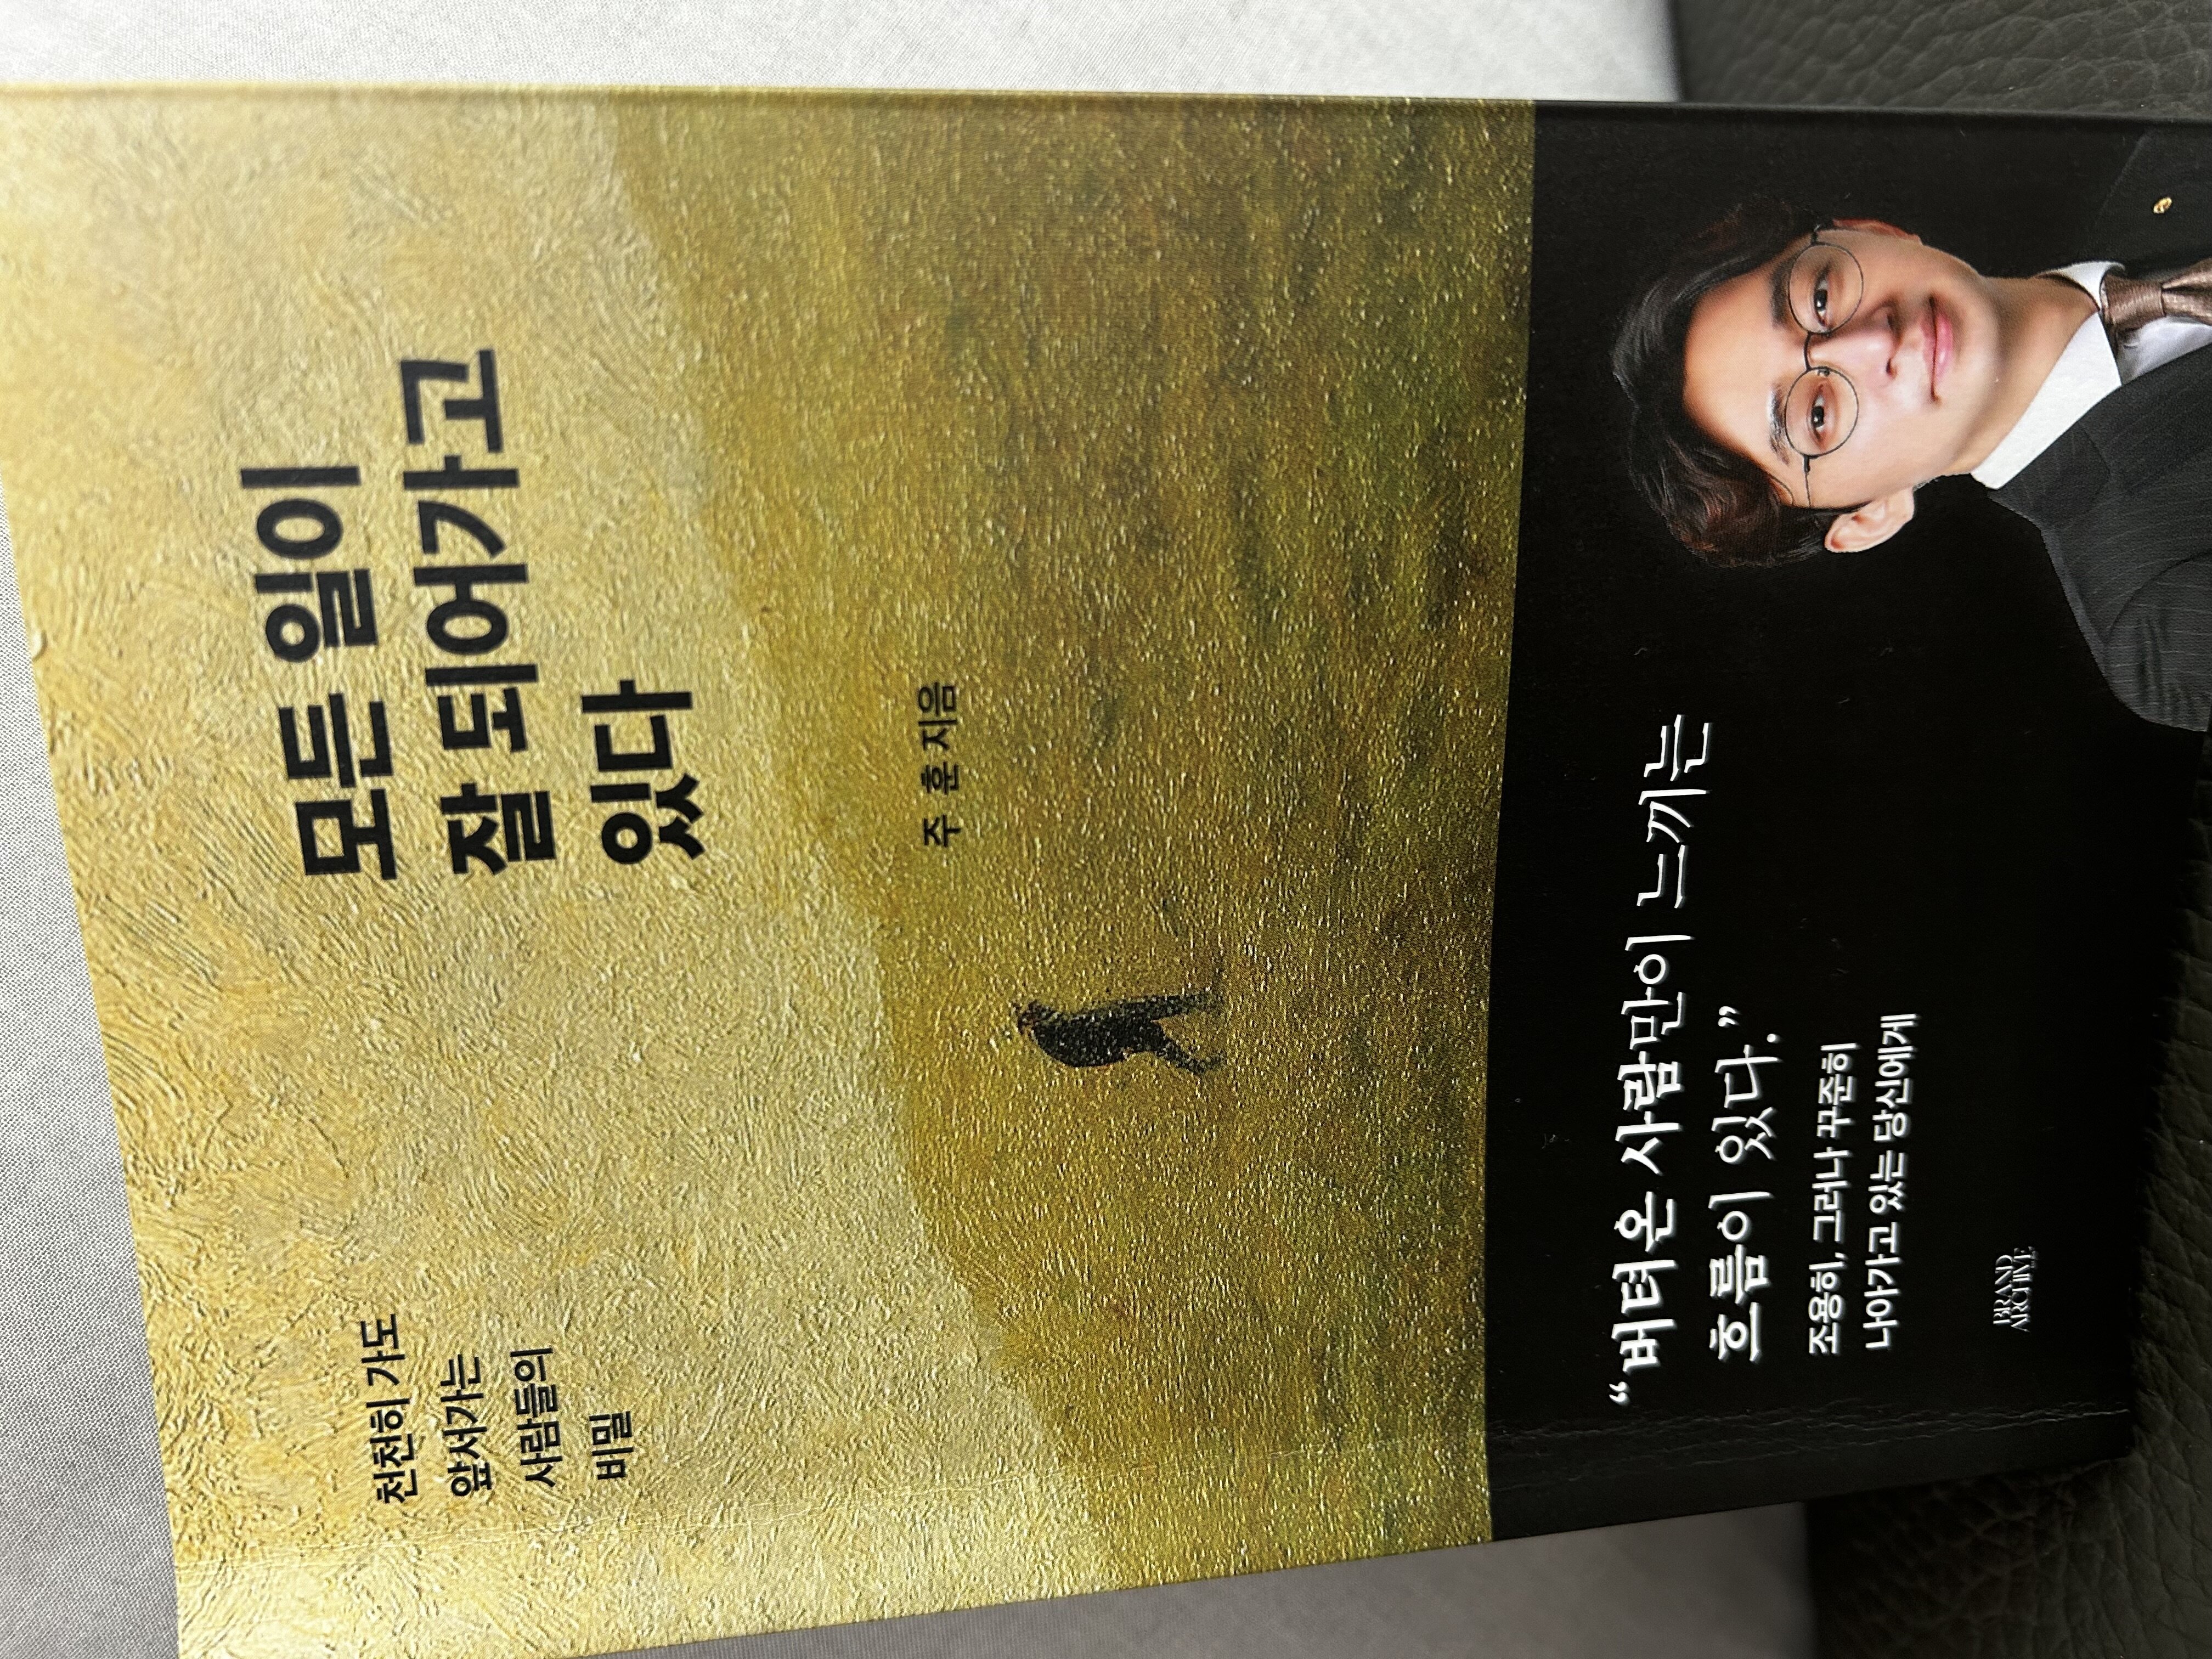 모든 일이
잘 되어가고
있다
천천히 가도
앞서가는
사람들의
비밀
주 훈 지음
“버텨온 사람만이 느끼는
흐름이 있다.”
조용히, 그러나 꾸준히
나아가고 있는 당신에게
BRAND
ARCHIVE